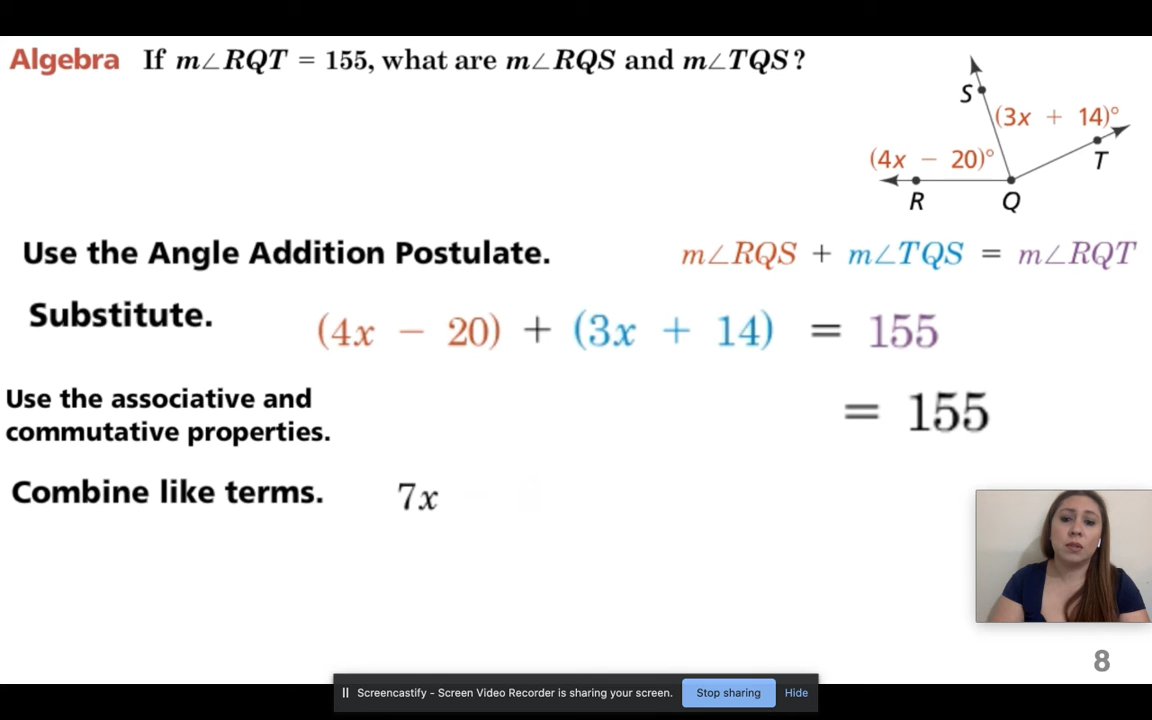 Algebra If m∠RQT = 155, what are m∠RQS and m∠TQS?
S
(3x + 14)°
(4x − 20)°
T
R
Q
Use the Angle Addition Postulate. m∠RQS + m∠TQS = m∠RQT
Substitute. (4x − 20) + (3x + 14) = 155
Use the associative and
commutative properties.
= 155
Combine like terms. 7x
8
Screencastify - Screen Video Recorder is sharing your screen. Stop sharing Hide